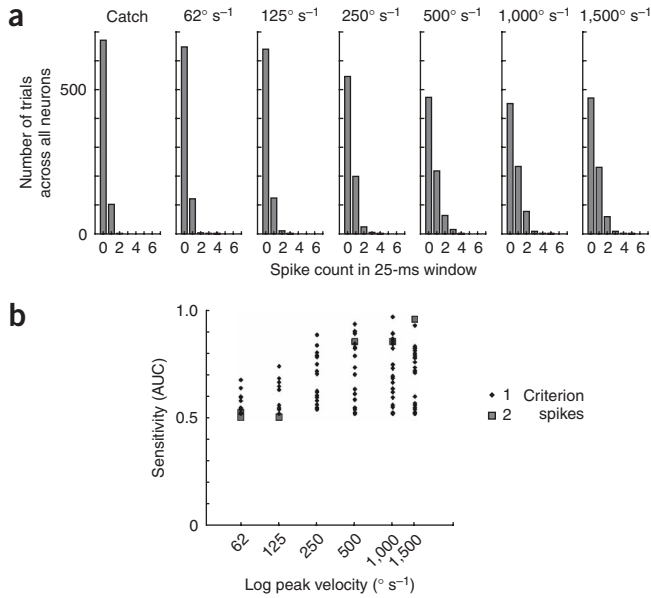 a
Catch 62° s–1 125° s–1 250° s–1 500° s–1 1,000° s–1 1,500° s–1
Number of trials
across all neurons
500
0
0 2 4 6 0 2 4 6 0 2 4 6 0 2 4 6 0 2 4 6 0 2 4 6 0 2 4 6
Spike count in 25-ms window
b
Sensitivity (AUC)
1.0
0.5
0
1 Criterion
2 spikes
62 125 250 500 1,000 1,500
Log peak velocity (° s–1)